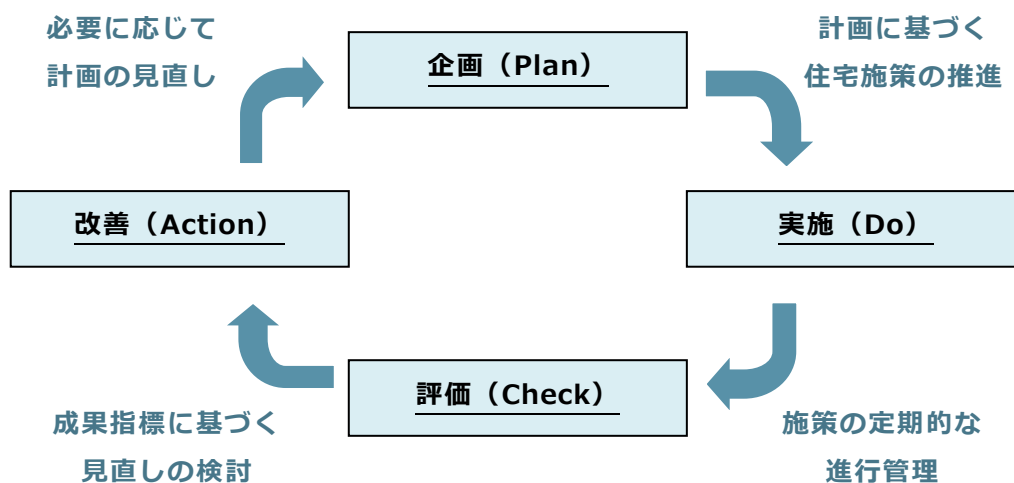 必要に応じて
計画の見直し
企画（Plan）
計画に基づく
住宅施策の推進
改善（Action）
実施（Do）
評価（Check）
成果指標に基づく
見直しの検討
施策の定期的な
進行管理